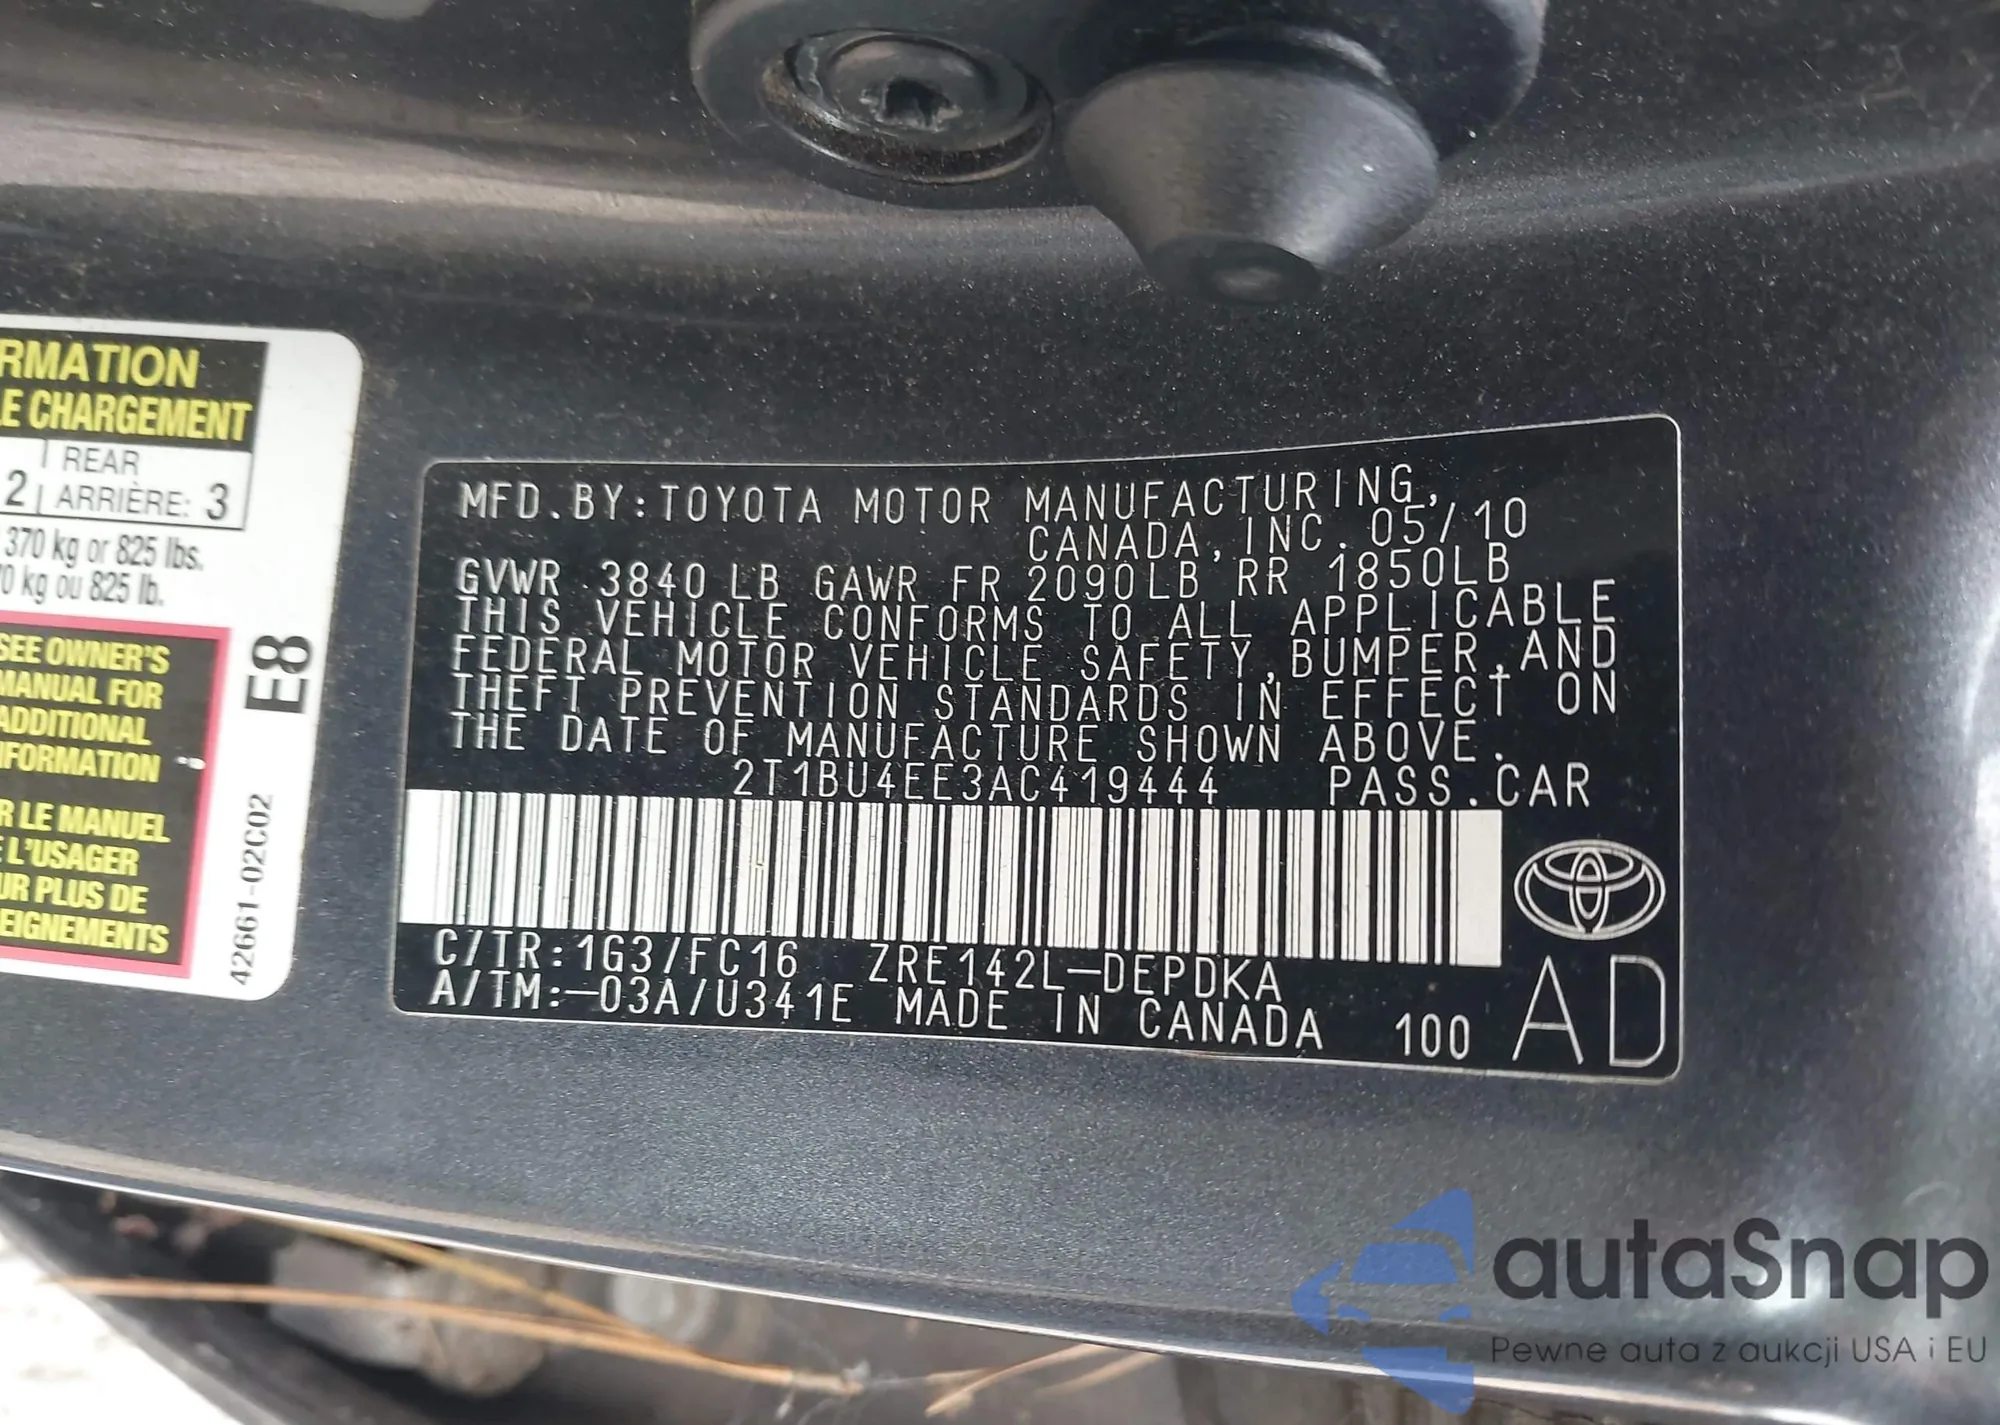 RMATION
LE CHARGEMENT
REAR
2 ARRIÈRE: 3
370 kg or 825 lbs.
0 kg ou 825 lb.
SEE OWNER'S
MANUAL FOR
ADDITIONAL
INFORMATION
R LE MANUEL
E L'USAGER
UR PLUS DE
EIGNEMENTS
E8
42661-02C02
MFD.BY:TOYOTA MOTOR MANUFACTURING,
CANADA,INC. 05/10
GVWR 3840LB GAWR FR 2090LB RR 1850LB
THIS VEHICLE CONFORMS TO ALL APPLICABLE
FEDERAL MOTOR VEHICLE SAFETY,BUMPER,AND
THEFT PREVENTION STANDARDS IN EFFECT ON
THE DATE OF MANUFACTURE SHOWN ABOVE.
2T1BU4EE3AC419444 PASS.CAR
C/TR:1G3/FC16 ZRE142L-DEPDKA
A/TM:-03A/U341E MADE IN CANADA 100
AD
autaSnap
Pewne auta z aukcji USA i EU